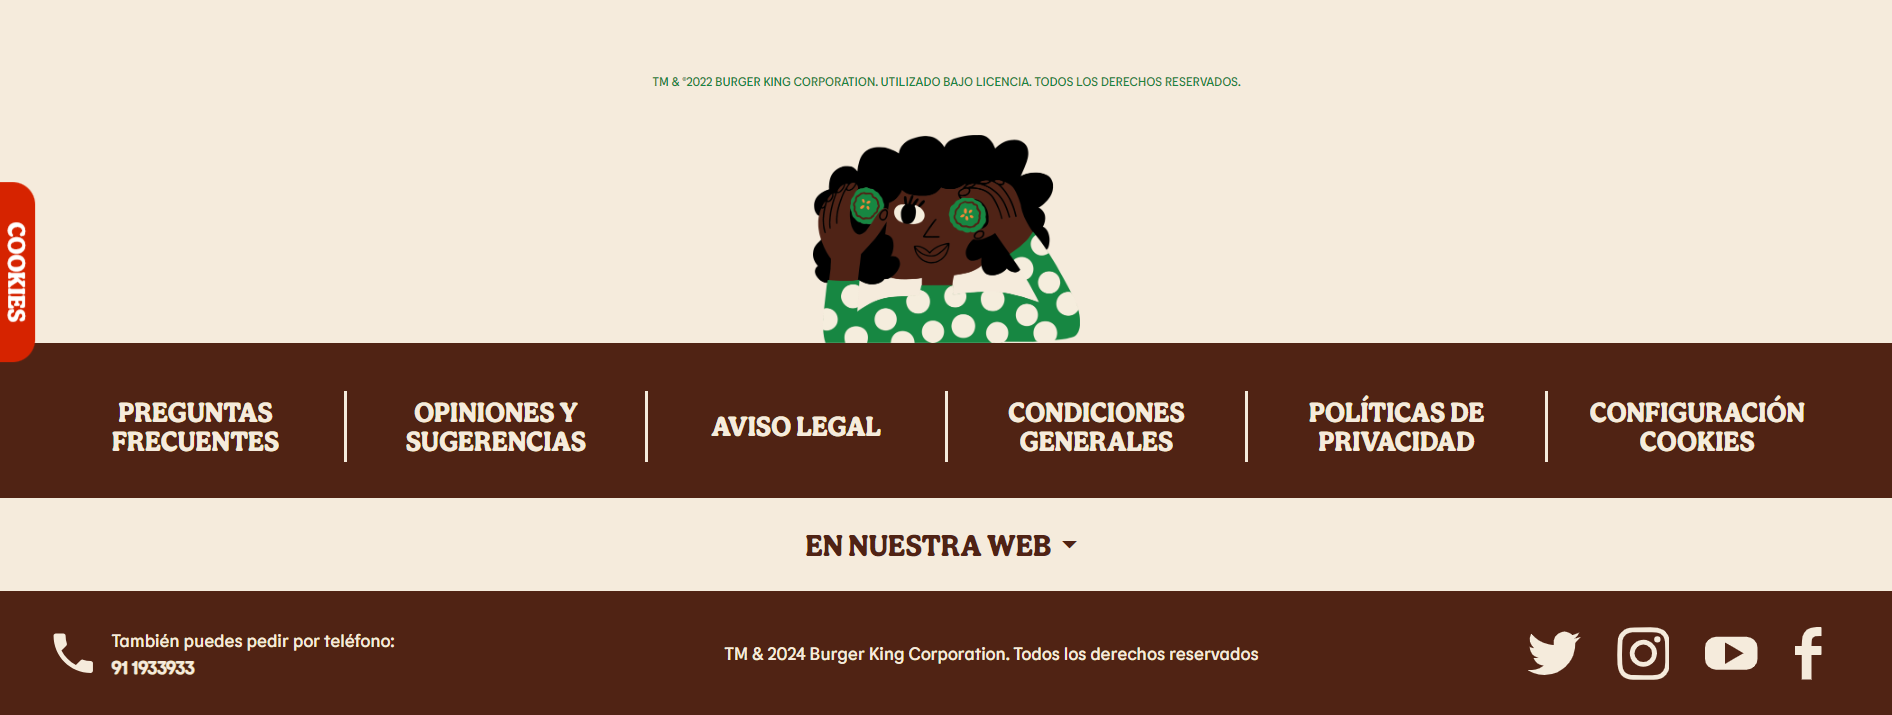 TM & ®2022 BURGER KING CORPORATION. UTILIZADO BAJO LICENCIA. TODOS LOS DERECHOS RESERVADOS.
COOKIES
PREGUNTAS
FRECUENTES
OPINIONES Y
SUGERENCIAS
AVISO LEGAL
CONDICIONES
GENERALES
POLÍTICAS DE
PRIVACIDAD
CONFIGURACIÓN
COOKIES
EN NUESTRA WEB
También puedes pedir por teléfono:
91 1933933
TM & 2024 Burger King Corporation. Todos los derechos reservados